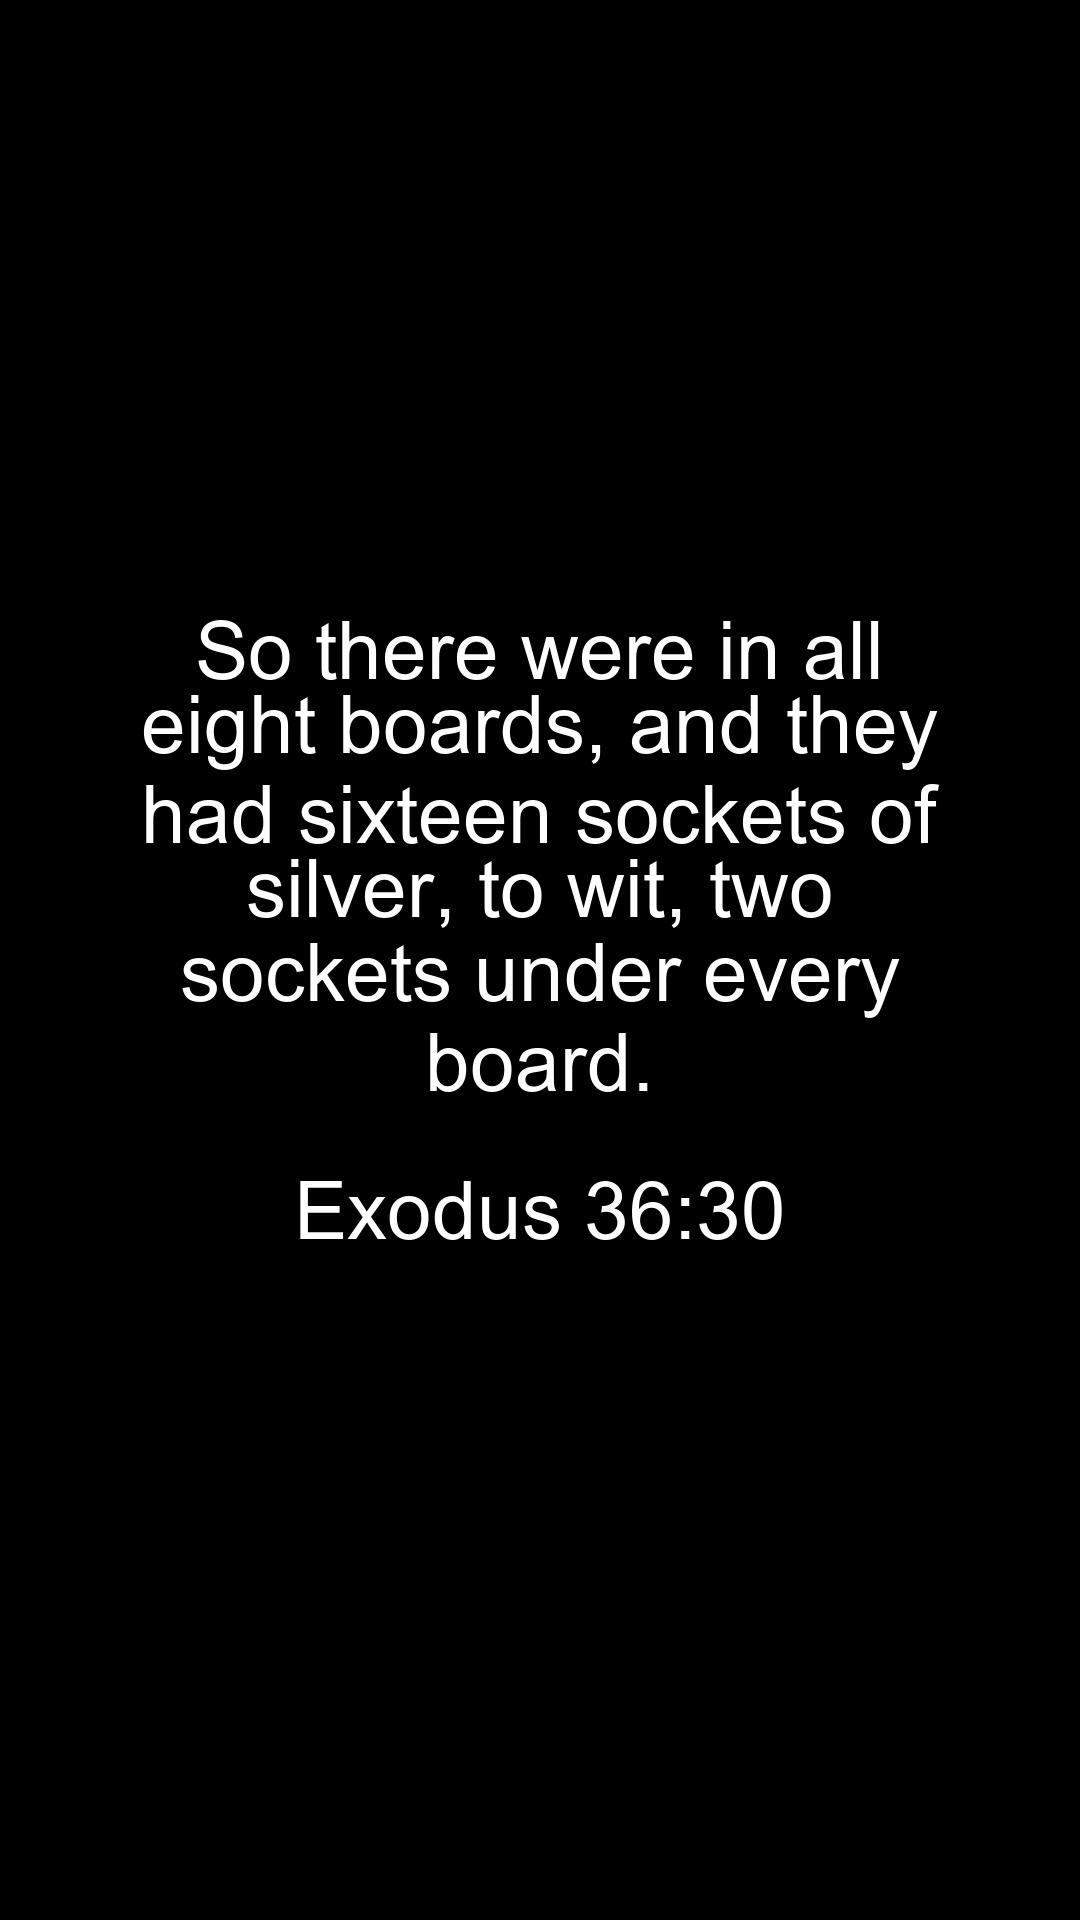 So there were in all
eight boards, and they
had sixteen sockets of
silver, to wit, two
sockets under every
board.
Exodus 36:30